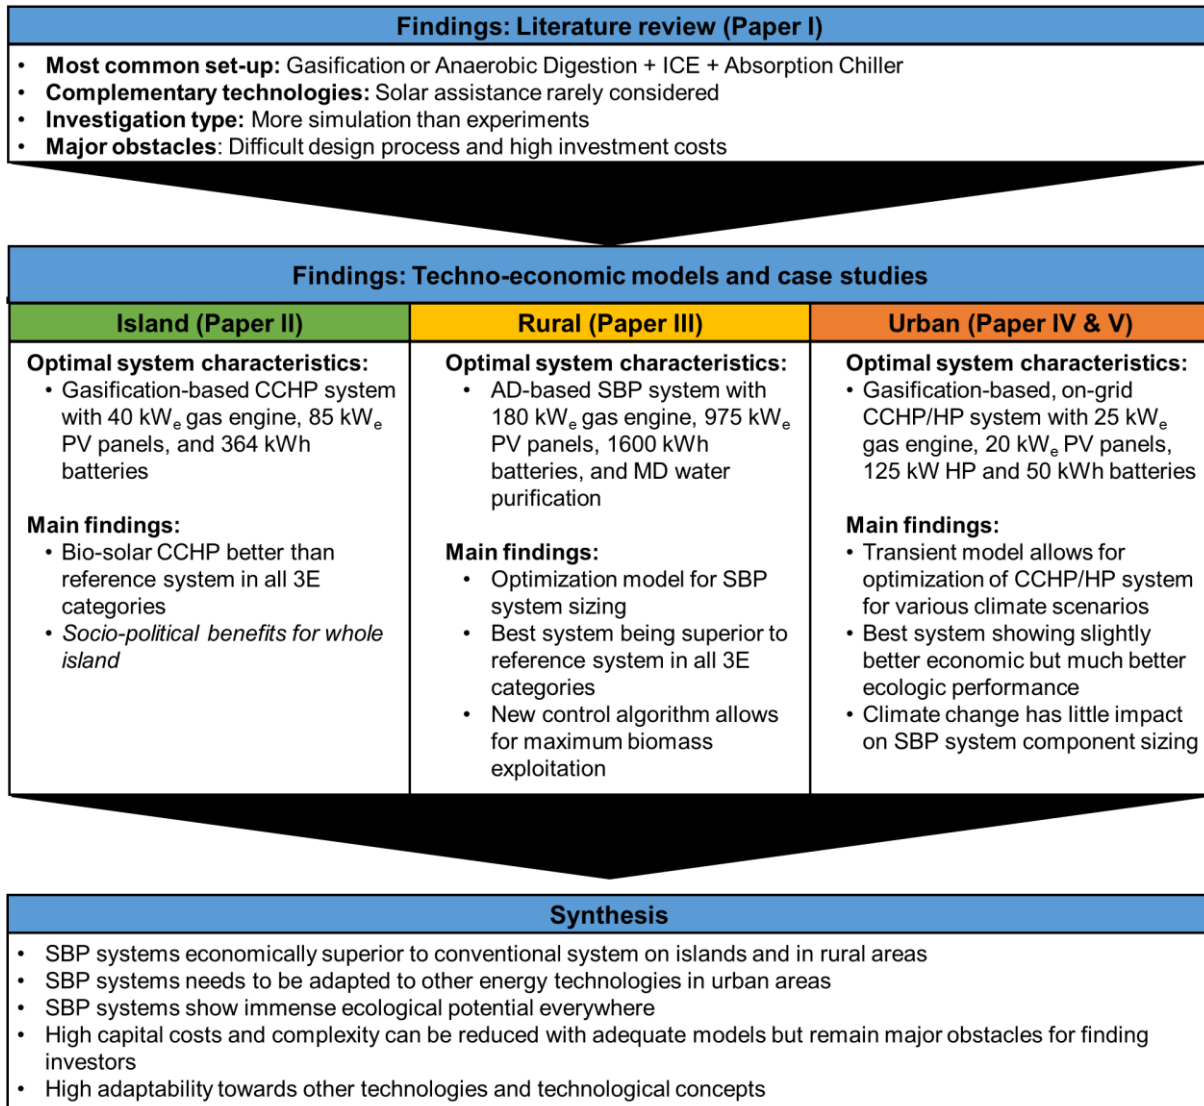 Findings: Literature review (Paper I)
• Most common set-up: Gasification or Anaerobic Digestion + ICE + Absorption Chiller
• Complementary technologies: Solar assistance rarely considered
• Investigation type: More simulation than experiments
• Major obstacles: Difficult design process and high investment costs
Findings: Techno-economic models and case studies
Island (Paper II)
Optimal system characteristics:
• Gasification-based CCHP system
with 40 kWe gas engine, 85 kWe
PV panels, and 364 kWh
batteries
Main findings:
• Bio-solar CCHP better than
reference system in all 3E
categories
• Socio-political benefits for whole
island
Rural (Paper III)
Optimal system characteristics:
• AD-based SBP system with
180 kWe gas engine, 975 kWe
PV panels, 1600 kWh
batteries, and MD water
purification
Main findings:
• Optimization model for SBP
system sizing
• Best system being superior to
reference system in all 3E
categories
• New control algorithm allows
for maximum biomass
exploitation
Urban (Paper IV & V)
Optimal system characteristics:
• Gasification-based, on-grid
CCHP/HP system with 25 kWe
gas engine, 20 kWe PV panels,
125 kW HP and 50 kWh batteries
Main findings:
• Transient model allows for
optimization of CCHP/HP system
for various climate scenarios
• Best system showing slightly
better economic but much better
ecologic performance
• Climate change has little impact
on SBP system component sizing
Synthesis
• SBP systems economically superior to conventional system on islands and in rural areas
• SBP systems needs to be adapted to other energy technologies in urban areas
• SBP systems show immense ecological potential everywhere
• High capital costs and complexity can be reduced with adequate models but remain major obstacles for finding
investors
• High adaptability towards other technologies and technological concepts